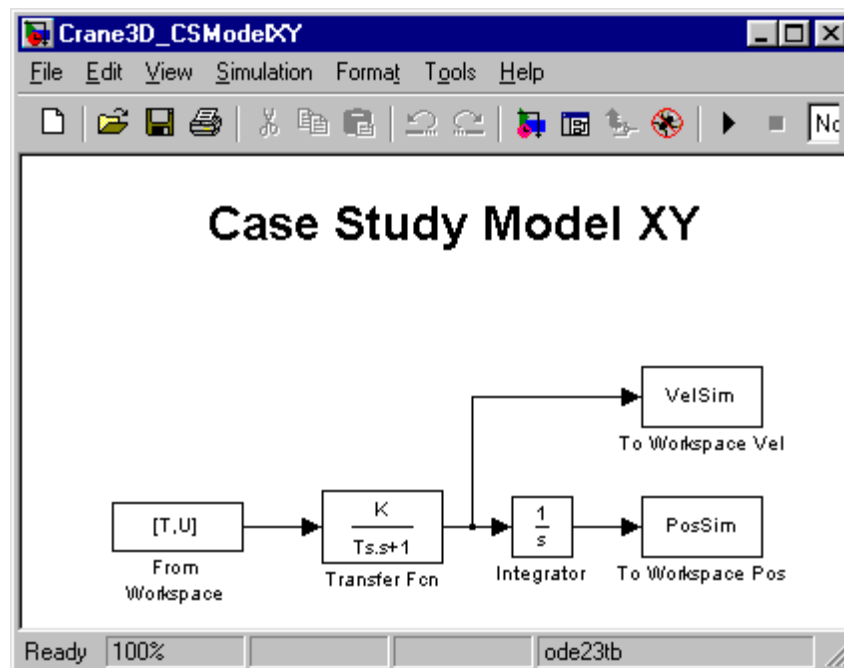 Crane3D_CSModelXY
File Edit View Simulation Format Tools Help
Case Study Model XY
VelSim
To Workspace Vel
[T,U]
From
Workspace
K
Ts.s+1
Transfer Fcn
1
s
Integrator
PosSim
To Workspace Pos
Ready 100% ode23tb